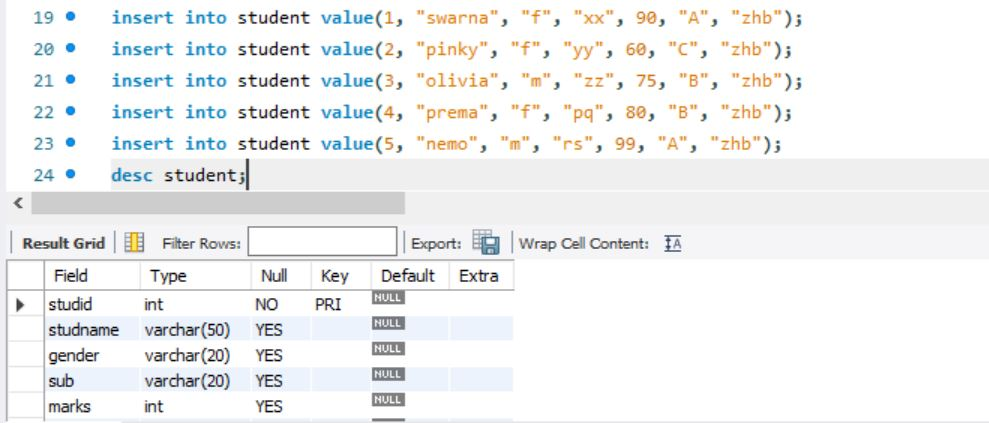 19 insert into student value(1, "swarna", "f", "xx", 90, "A", "zhb");
20 insert into student value(2, "pinky", "f", "yy", 60, "C", "zhb");
21 insert into student value(3, "olivia", "m", "zz", 75, "B", "zhb");
22 insert into student value(4, "prema", "f", "pq", 80, "B", "zhb");
23 insert into student value(5, "nemo", "m", "rs", 99, "A", "zhb");
24 desc student;
Result Grid Filter Rows: Export: Wrap Cell Content: IA
Field Type Null Key Default Extra
studid int NO PRI NULL
studname varchar(50) YES NULL
gender varchar(20) YES NULL
sub varchar(20) YES NULL
marks int YES NULL